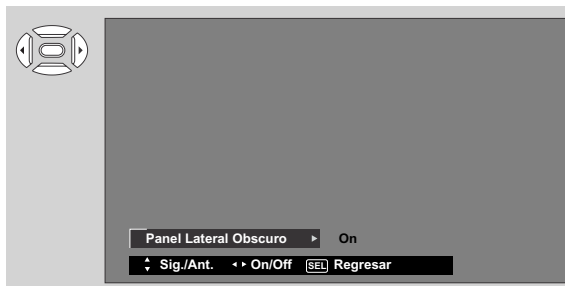 Panel Lateral Obscuro On
Sig./Ant. On/Off SEL Regresar